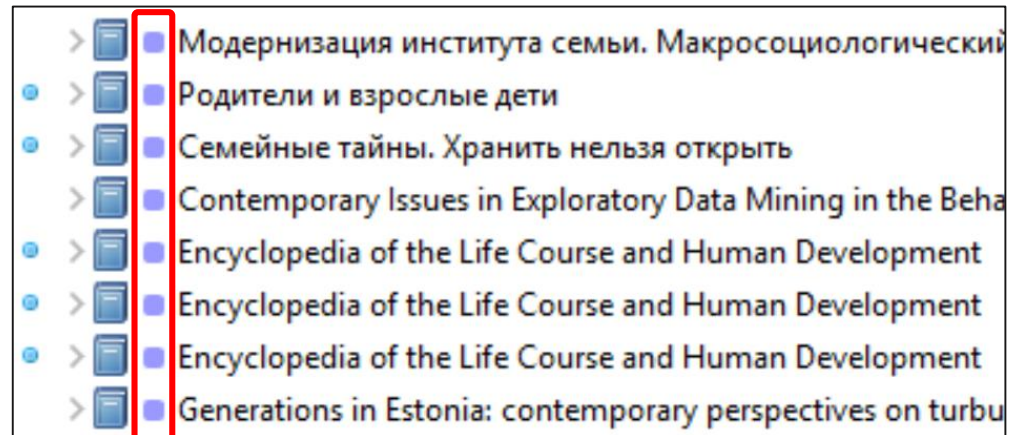 Модернизация института семьи. Макросоциологический
Родители и взрослые дети
Семейные тайны. Хранить нельзя открыть
Contemporary Issues in Exploratory Data Mining in the Beha
Encyclopedia of the Life Course and Human Development
Encyclopedia of the Life Course and Human Development
Encyclopedia of the Life Course and Human Development
Generations in Estonia: contemporary perspectives on turbu